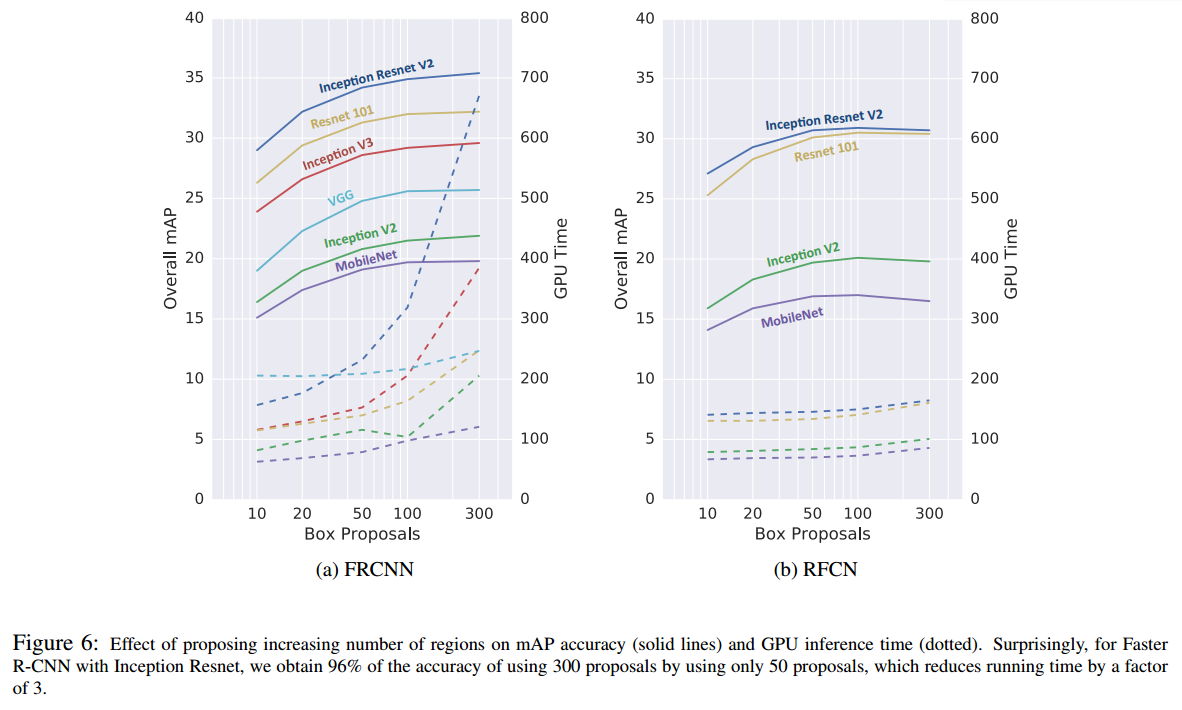 40
35
30
25
20
15
10
5
0
Overall mAP
800
700
600
500
400
300
200
100
0
GPU Time
Inception Resnet V2
Resnet 101
Inception V3
VGG
Inception V2
MobileNet
10 20 50 100 300
Box Proposals
(a) FRCNN
40
35
30
25
20
15
10
5
0
Overall mAP
800
700
600
500
400
300
200
100
0
GPU Time
Inception Resnet V2
Resnet 101
Inception V2
MobileNet
10 20 50 100 300
Box Proposals
(b) RFCN
Figure 6: Effect of proposing increasing number of regions on mAP accuracy (solid lines) and GPU inference time (dotted). Surprisingly, for Faster
R-CNN with Inception Resnet, we obtain 96% of the accuracy of using 300 proposals by using only 50 proposals, which reduces running time by a factor
of 3.